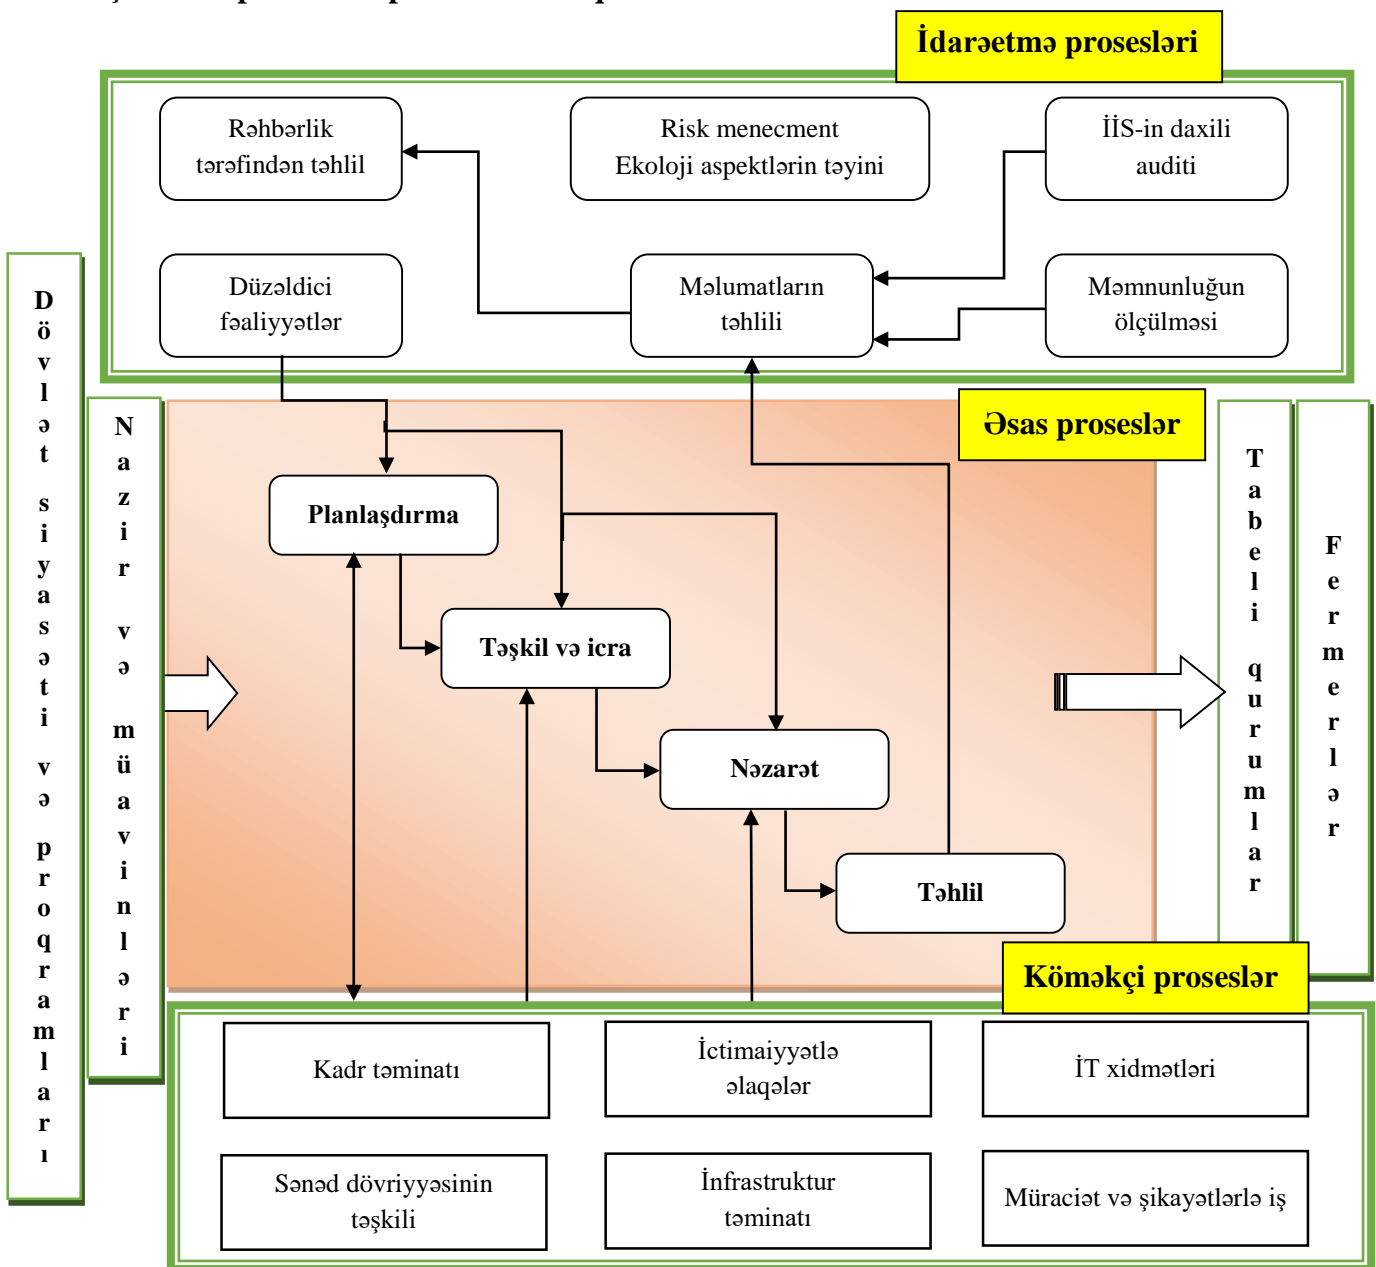 İdarəetmə prosesləri
Rəhbərlik
tərəfindən təhlil
Risk menecment
Ekoloji aspektlərin təyini
İİS-in daxili
auditi
Düzəldici
fəaliyyətlər
Məlumatların
təhlili
Məmnunluğun
ölçülməsi
Dövlət siyasəti və proqramları
Nazir və müavinləri
Əsas proseslər
Planlaşdırma
Təşkil və icra
Nəzarət
Təhlil
Tabeli qurumlar
Fermerlər
Köməkçi proseslər
Kadr təminatı
İctimaiyyətlə
əlaqələr
İT xidmətləri
Sənəd dövriyyəsinin
təşkili
İnfrastruktur
təminatı
Müraciət və şikayətlərlə iş